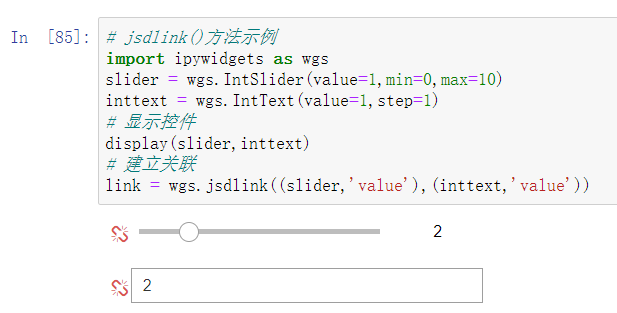 In [85]: # jsdlink()方法示例
import ipywidgets as wgs
slider = wgs.IntSlider(value=1,min=0,max=10)
inttext = wgs.IntText(value=1,step=1)
# 显示控件
display(slider,inttext)
# 建立关联
link = wgs.jsdlink((slider,'value'),(inttext,'value'))
2
2